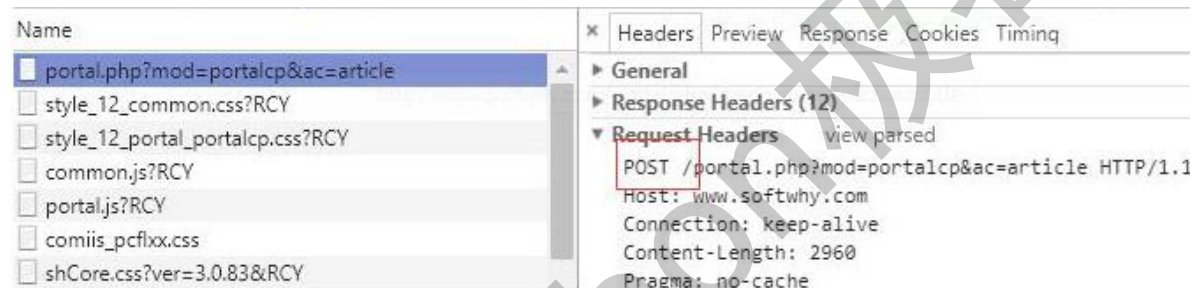 Name
portal.php?mod=portalcp&ac=article
style_12_common.css?RCY
style_12_portal_portalcp.css?RCY
common.js?RCY
portal.js?RCY
comiis_pcflxx.css
shCore.css?ver=3.0.83&RCY
× Headers Preview Response Cookies Timing
General
Response Headers (12)
Request Headers view parsed
POST /portal.php?mod=portalcp&ac=article HTTP/1.1
Host: www.softwhy.com
Connection: keep-alive
Content-Length: 2960
Pragma: no-cache